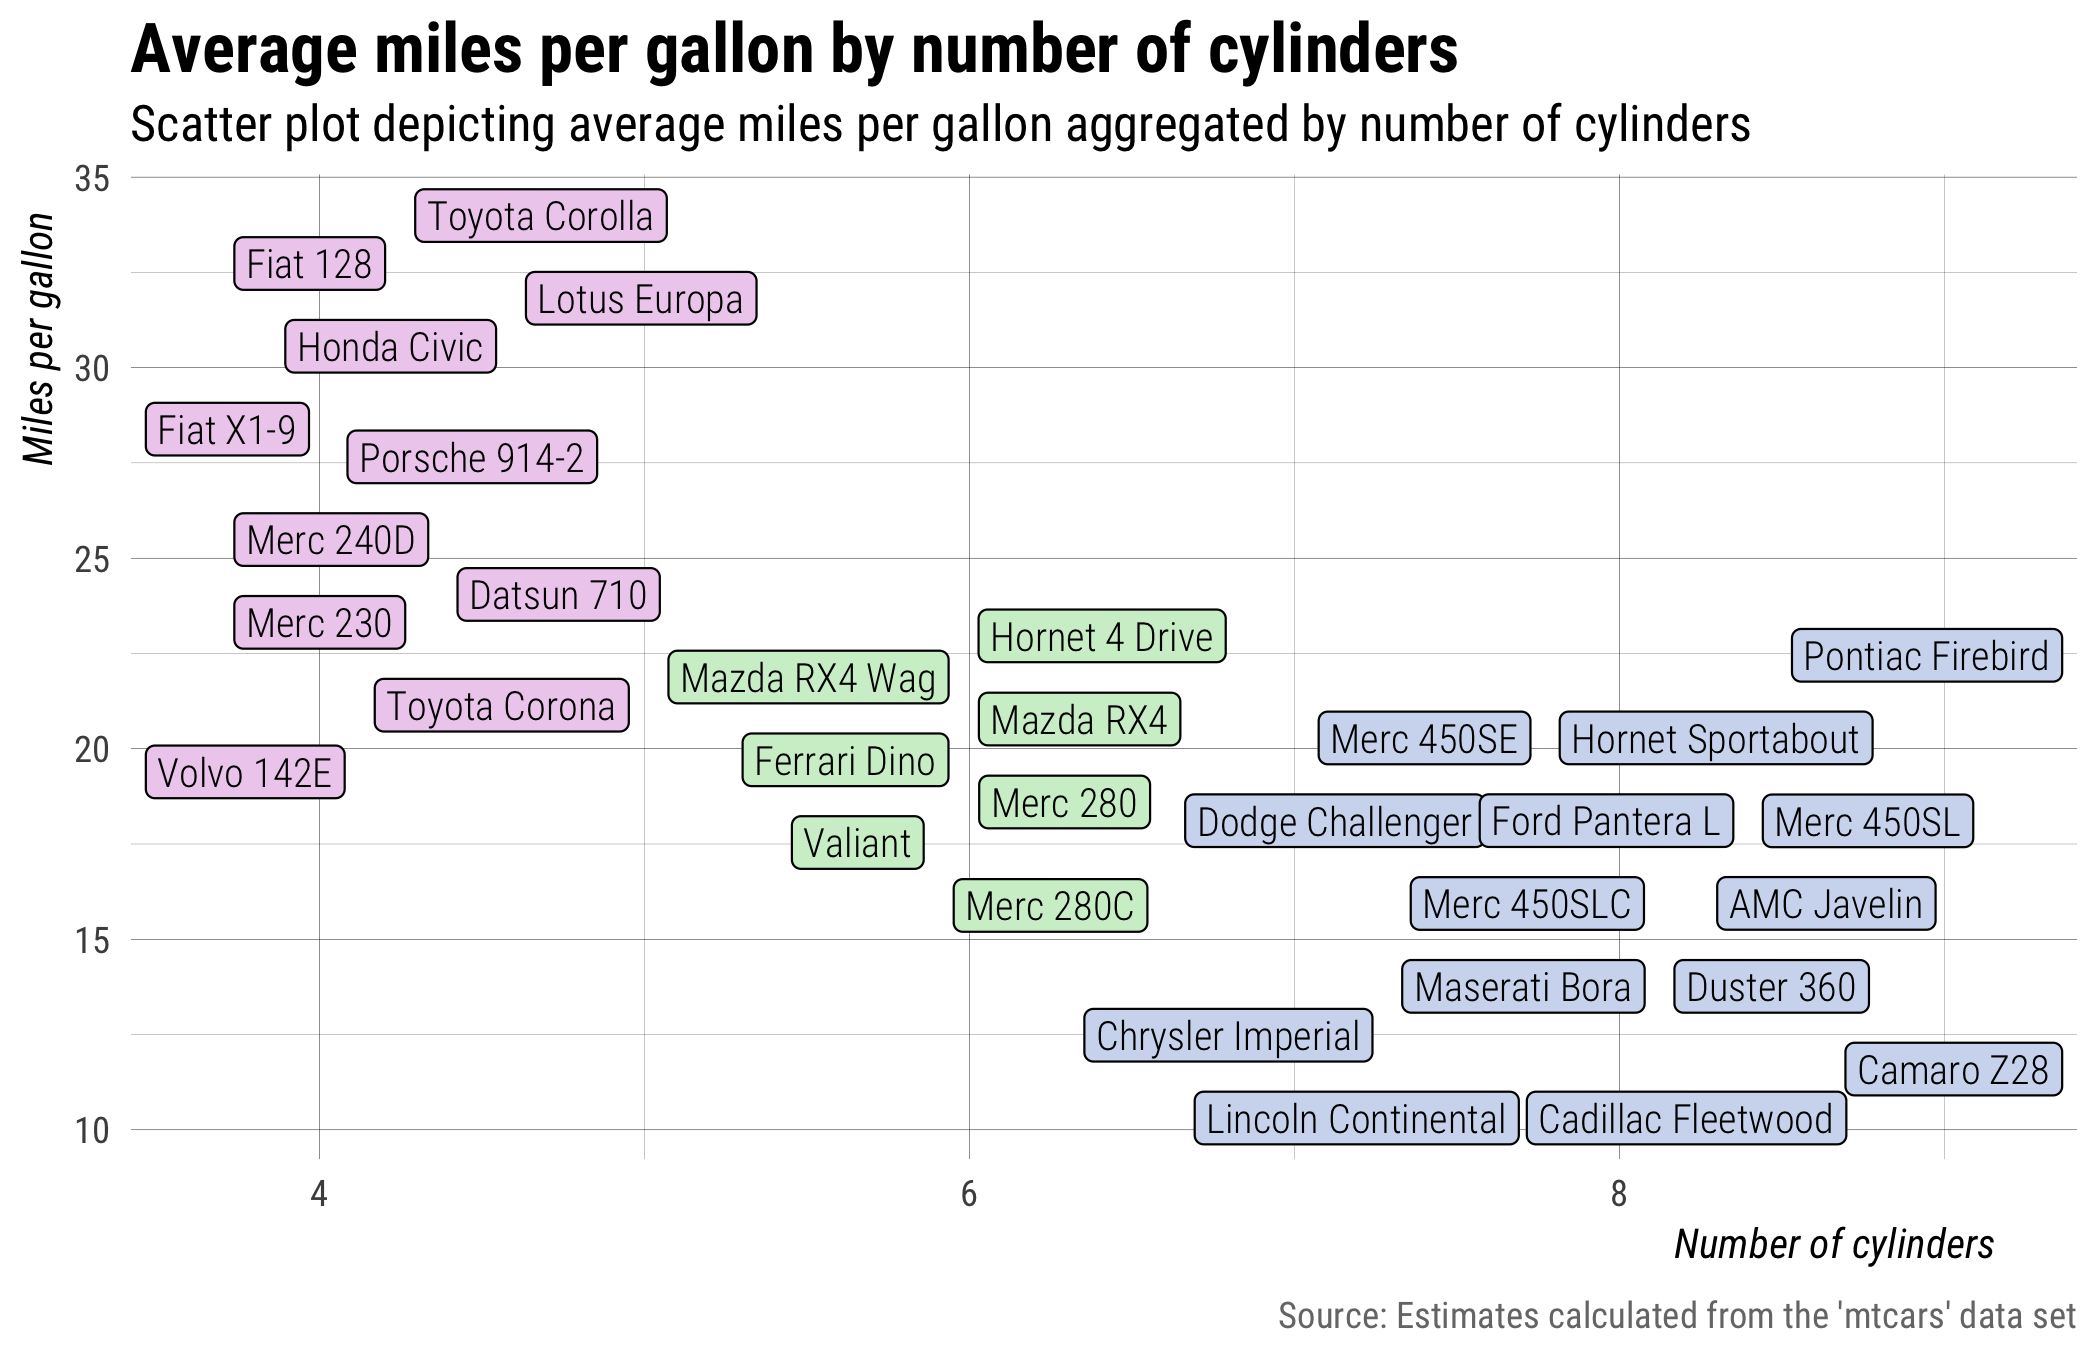 Average miles per gallon by number of cylinders
Scatter plot depicting average miles per gallon aggregated by number of cylinders
Miles per gallon
35
30
25
20
15
10
Toyota Corolla
Fiat 128
Lotus Europa
Honda Civic
Fiat X1-9
Porsche 914-2
Merc 240D
Datsun 710
Merc 230
Hornet 4 Drive
Pontiac Firebird
Mazda RX4 Wag
Toyota Corona
Mazda RX4
Merc 450SE
Hornet Sportabout
Ferrari Dino
Volvo 142E
Merc 280
Dodge Challenger
Ford Pantera L
Merc 450SL
Valiant
Merc 280C
Merc 450SLC
AMC Javelin
Maserati Bora
Duster 360
Chrysler Imperial
Camaro Z28
Lincoln Continental
Cadillac Fleetwood
4
6
8
Number of cylinders
Source: Estimates calculated from the 'mtcars' data set